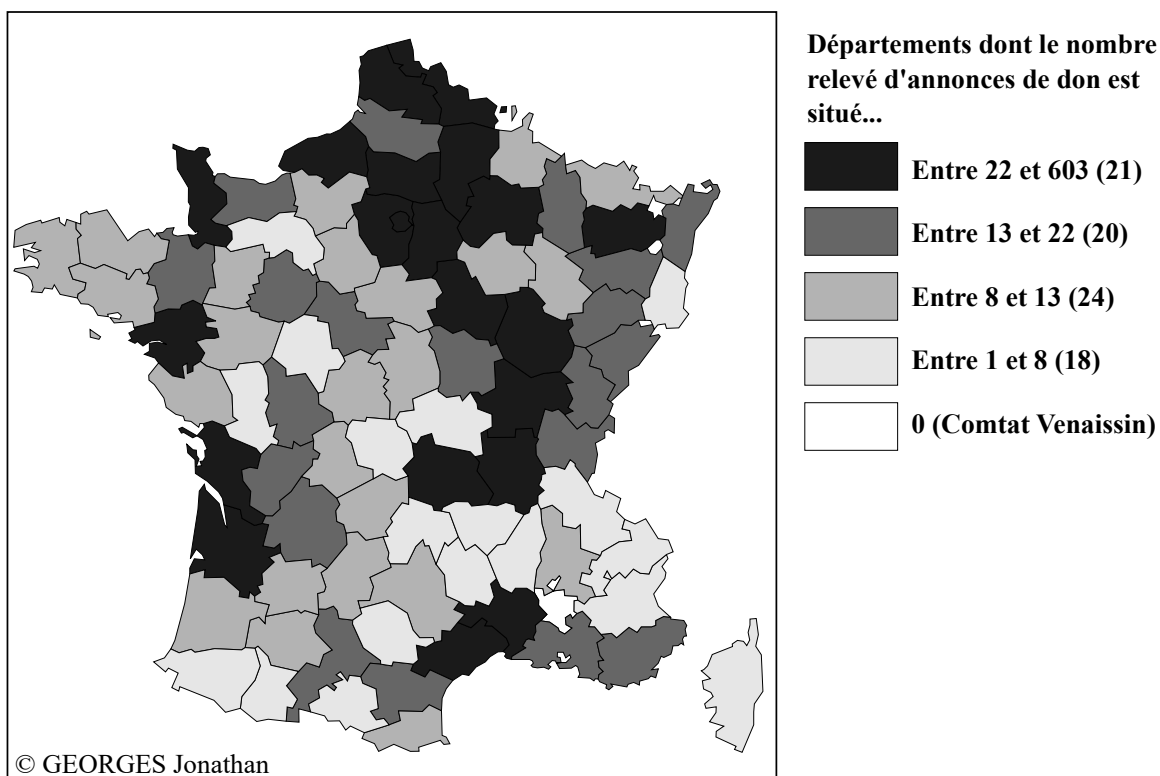 Départements dont le nombre
relevé d'annonces de don est
situé...
Entre 22 et 603 (21)
Entre 13 et 22 (20)
Entre 8 et 13 (24)
Entre 1 et 8 (18)
0 (Comtat Venaissin)
© GEORGES Jonathan